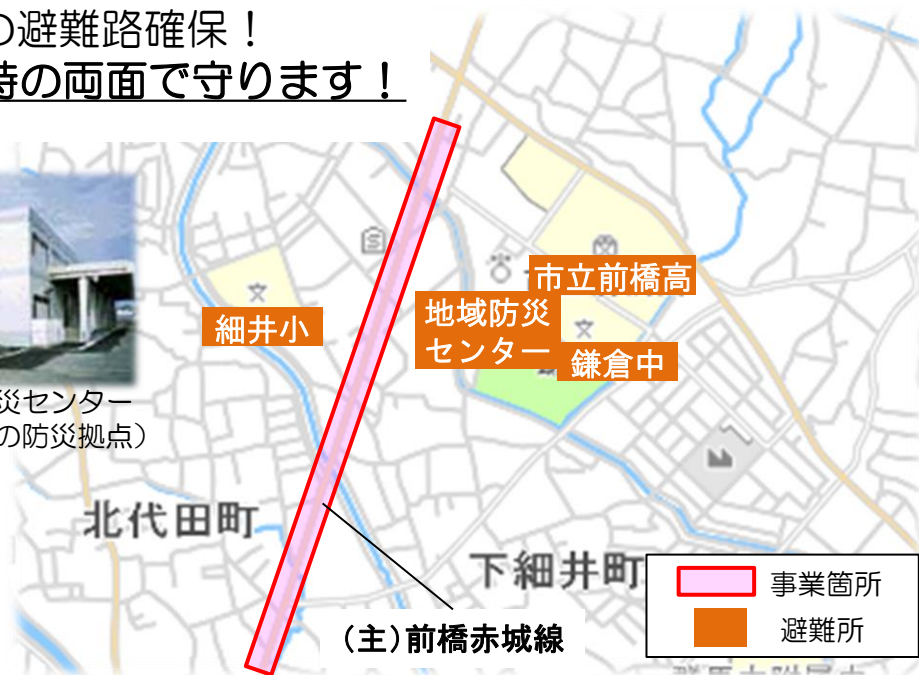 の避難路確保！
時の両面で守ります！
市立前橋高
地域防災
センター
細井小
鎌倉中
災センター
の防災拠点）
北代田町
下細井町
事業箇所
避難所
（主）前橋赤城線